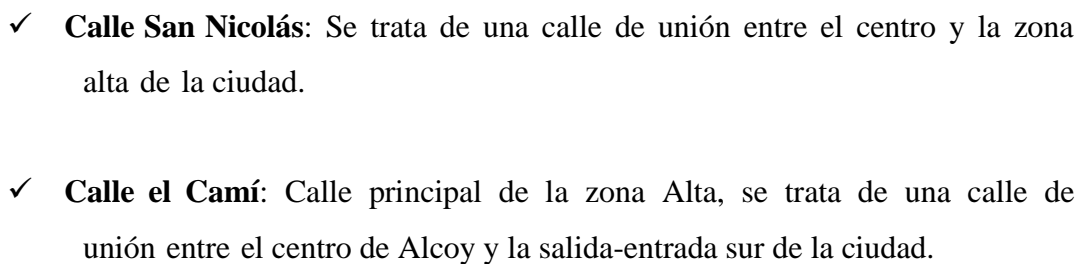 ✓ Calle San Nicolás: Se trata de una calle de unión entre el centro y la zona
alta de la ciudad.
✓ Calle el Camí: Calle principal de la zona Alta, se trata de una calle de
unión entre el centro de Alcoy y la salida-entrada sur de la ciudad.